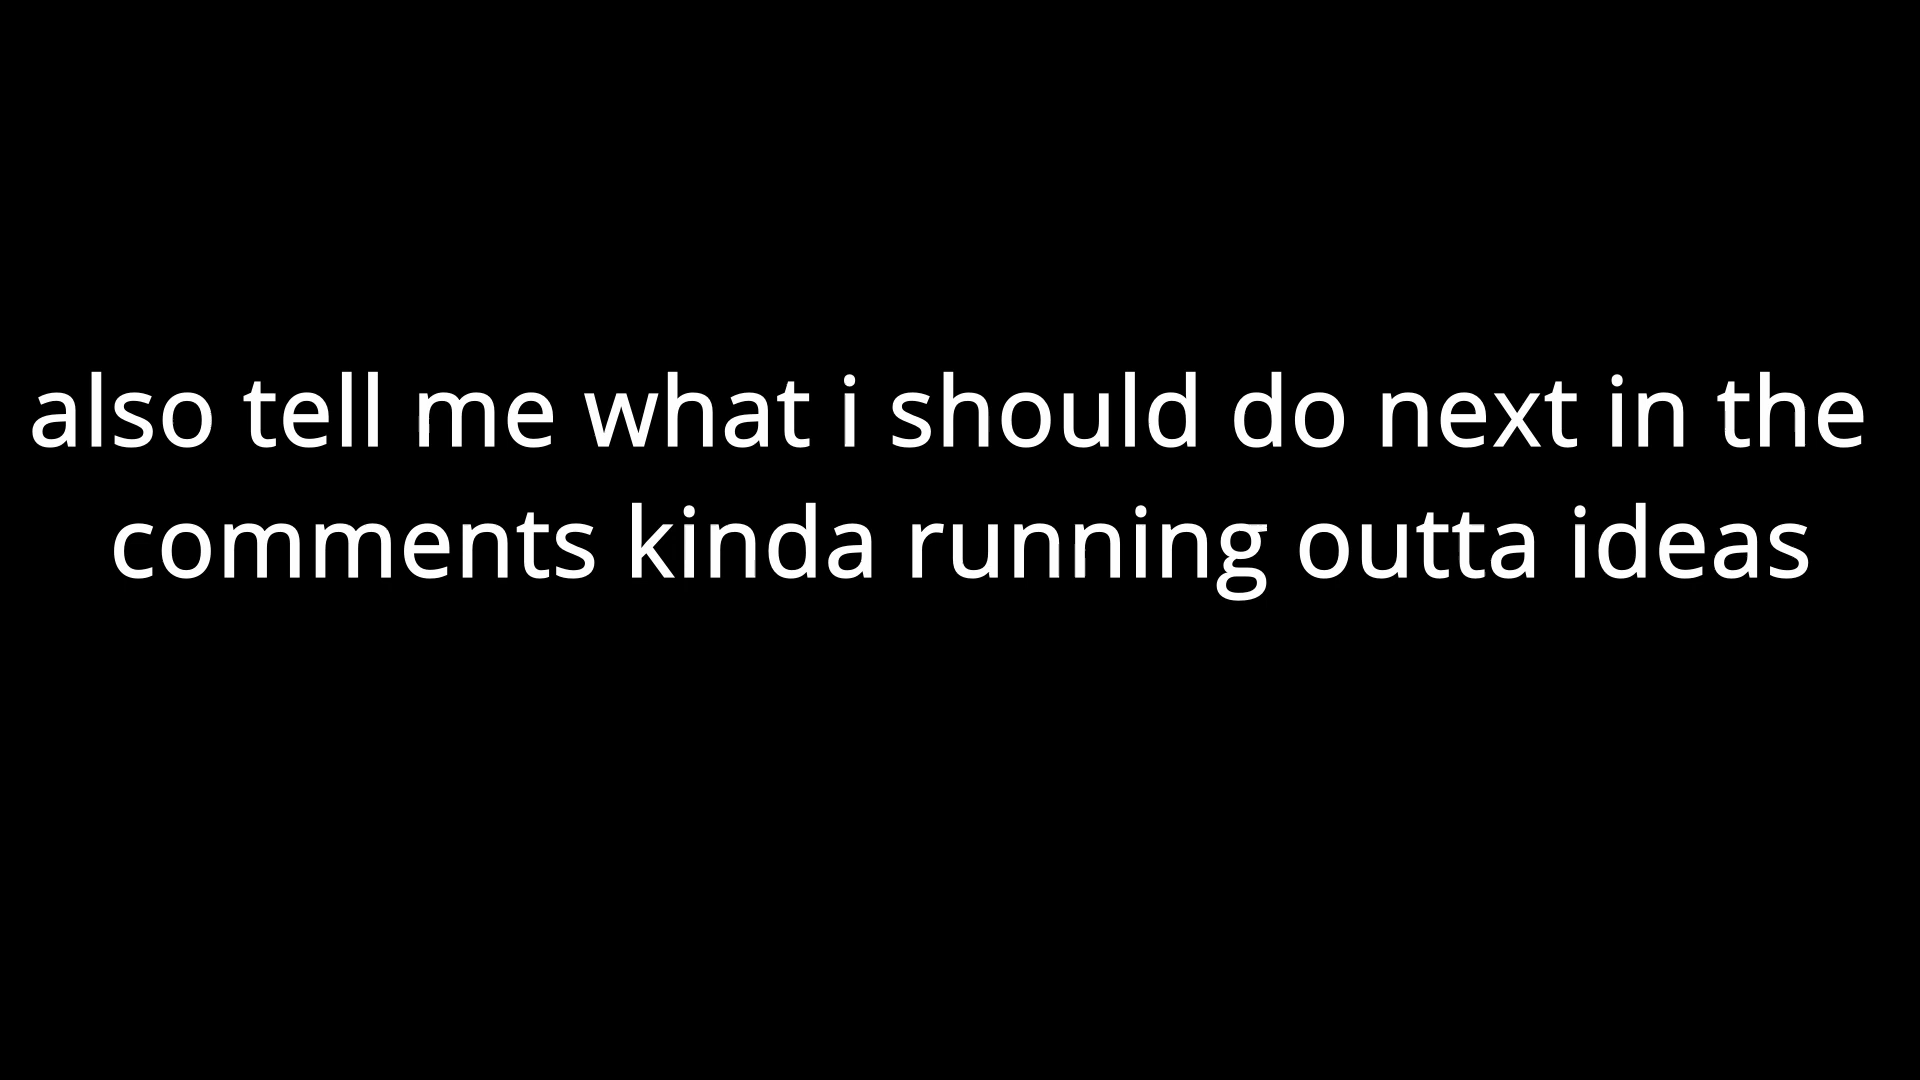 also tell me what i should do next in the
comments kinda running outta ideas